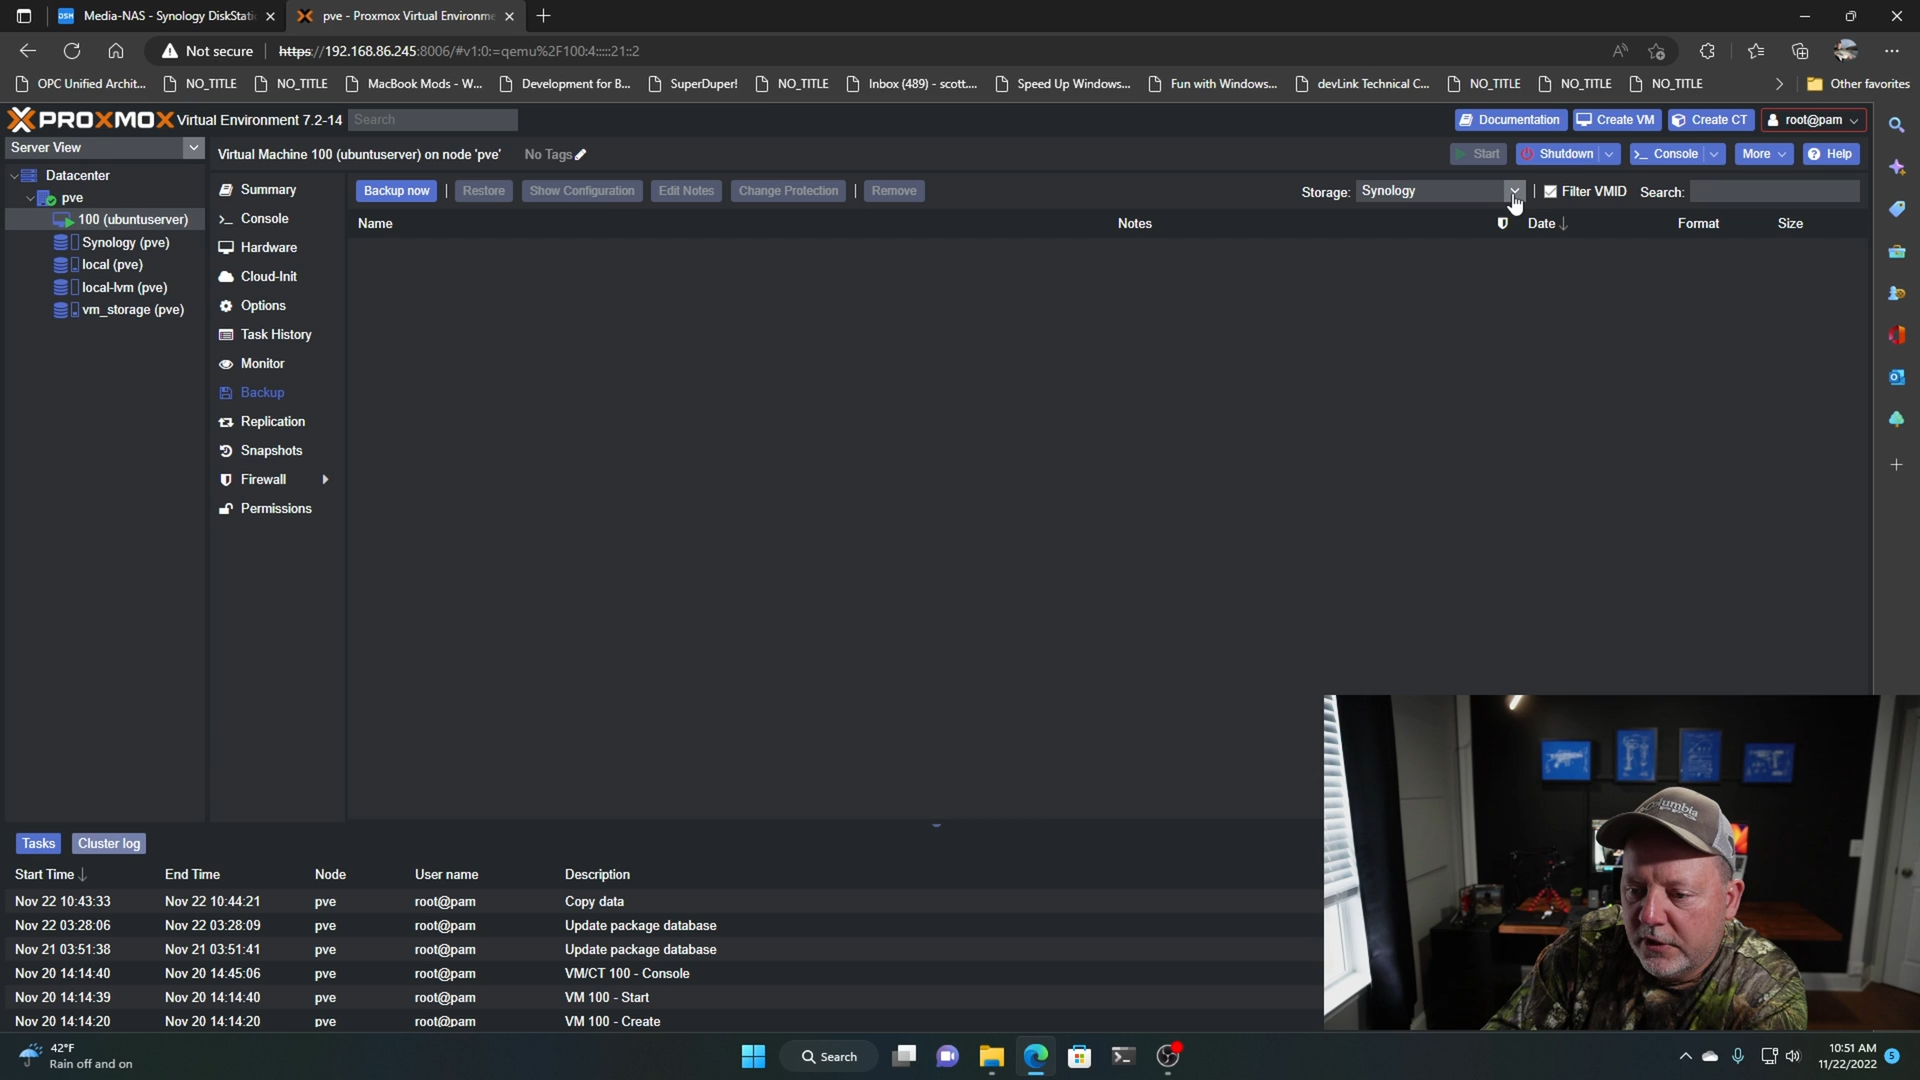 Media-NAS - Synology DiskStati
pve - Proxmox Virtual Environme
Not secure
https://192.168.86.245:8006/#v1:0:=qemu%2F100:4:::::21::2
OPC Unified Archit...
NO_TITLE
NO_TITLE
MacBook Mods - W...
Development for B...
SuperDuper!
NO_TITLE
Inbox (489) - scott....
Speed Up Windows...
Fun with Windows...
devLink Technical C...
NO_TITLE
NO_TITLE
NO_TITLE
Other favorites
PROXMOX Virtual Environment 7.2-14
Search
Documentation
Create VM
Create CT
root@pam
Server View
Virtual Machine 100 (ubuntuserver) on node 'pve'
No Tags
Start
Shutdown
Console
More
Help
Datacenter
pve
100 (ubuntuserver)
Synology (pve)
local (pve)
local-lvm (pve)
vm_storage (pve)
Summary
Console
Hardware
Cloud-Init
Options
Task History
Monitor
Backup
Replication
Snapshots
Firewall
Permissions
Backup now
Restore
Show Configuration
Edit Notes
Change Protection
Remove
Storage: Synology
Filter VMID
Search:
Name
Notes
Date
Format
Size
Tasks
Cluster log
Start Time End Time Node User name Description
Nov 22 10:43:33 Nov 22 10:44:21 pve root@pam Copy data
Nov 22 03:28:06 Nov 22 03:28:09 pve root@pam Update package database
Nov 21 03:51:38 Nov 21 03:51:41 pve root@pam Update package database
Nov 20 14:14:40 Nov 20 14:45:06 pve root@pam VM/CT 100 - Console
Nov 20 14:14:39 Nov 20 14:14:40 pve root@pam VM 100 - Start
Nov 20 14:14:20 Nov 20 14:14:20 pve root@pam VM 100 - Create
Columbia
42°F
Rain off and on
Search
10:51 AM
11/22/2022
5